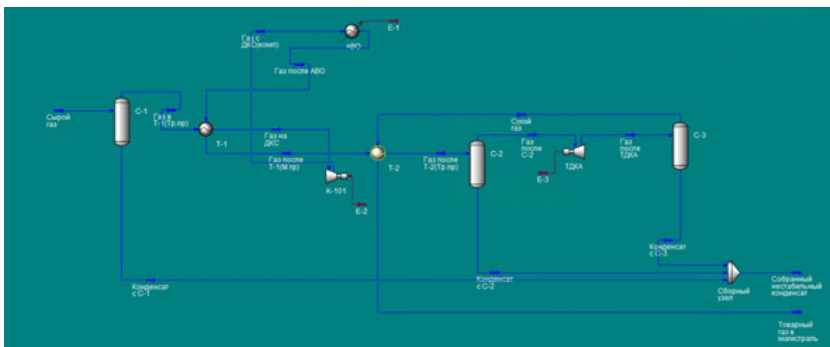 Газ с
ДКС(комп)
АВО
E-1
Газ после АВО
Сырой
газ
С-1
Газ в
Т-1(Тр.пр)
Т-1
Газ на
ДКС
Газ после
Т-1(М.тр)
К-101
E-2
Т-2
Газ после
Т-2(Тр.пр)
Сухой
газ
С-2
Газ
после
С-2
ТДКА
E-3
Газ
после
ТДКА
С-3
Конденсат
с С-1
Конденсат
с С-2
Конденсат
с С-3
Сборный
узел
Собранный
нестабильный
конденсат
Товарный
газ в
магистраль